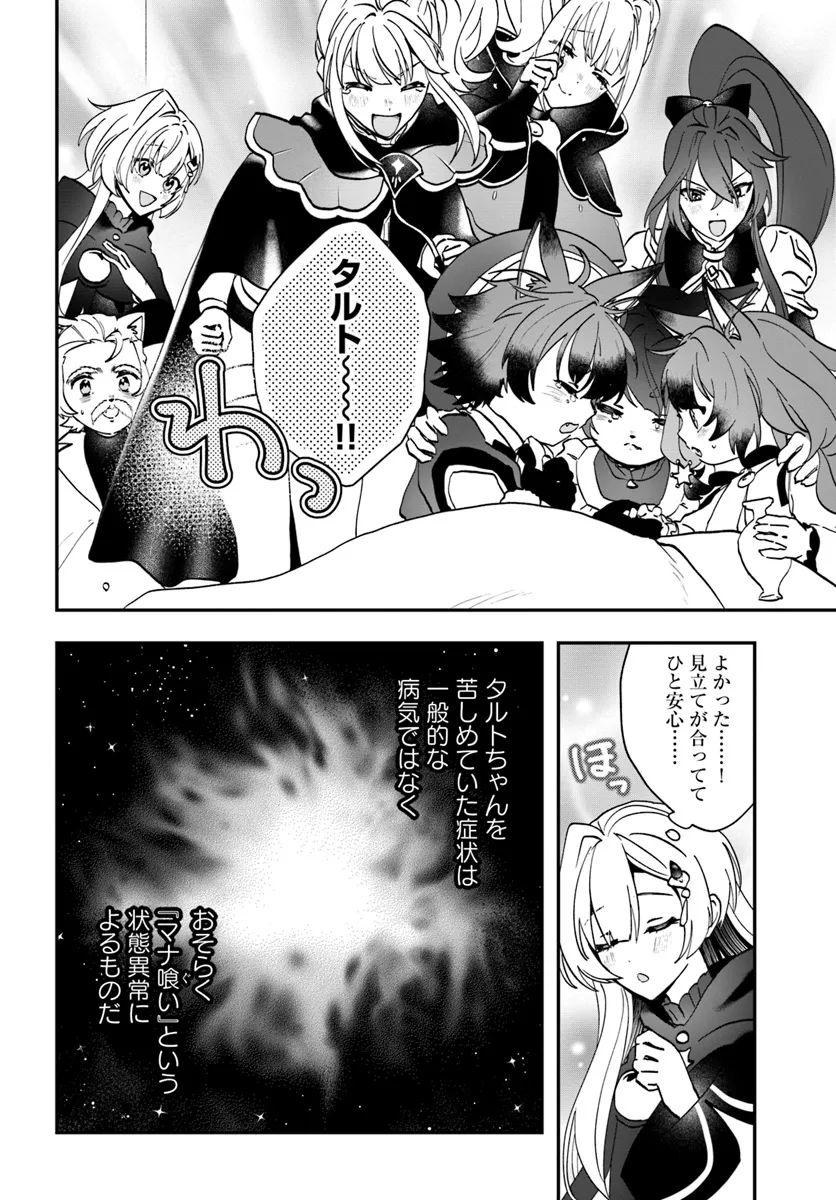 タルト～～～!!
わっ
よかった……!
見立てが合ってて
ひと安心……
ほっ
タルトちゃんを
苦しめていた症状は
一般的な
病気ではなく
おそらく
『マナ喰い』という
状態異常に
よるものだ